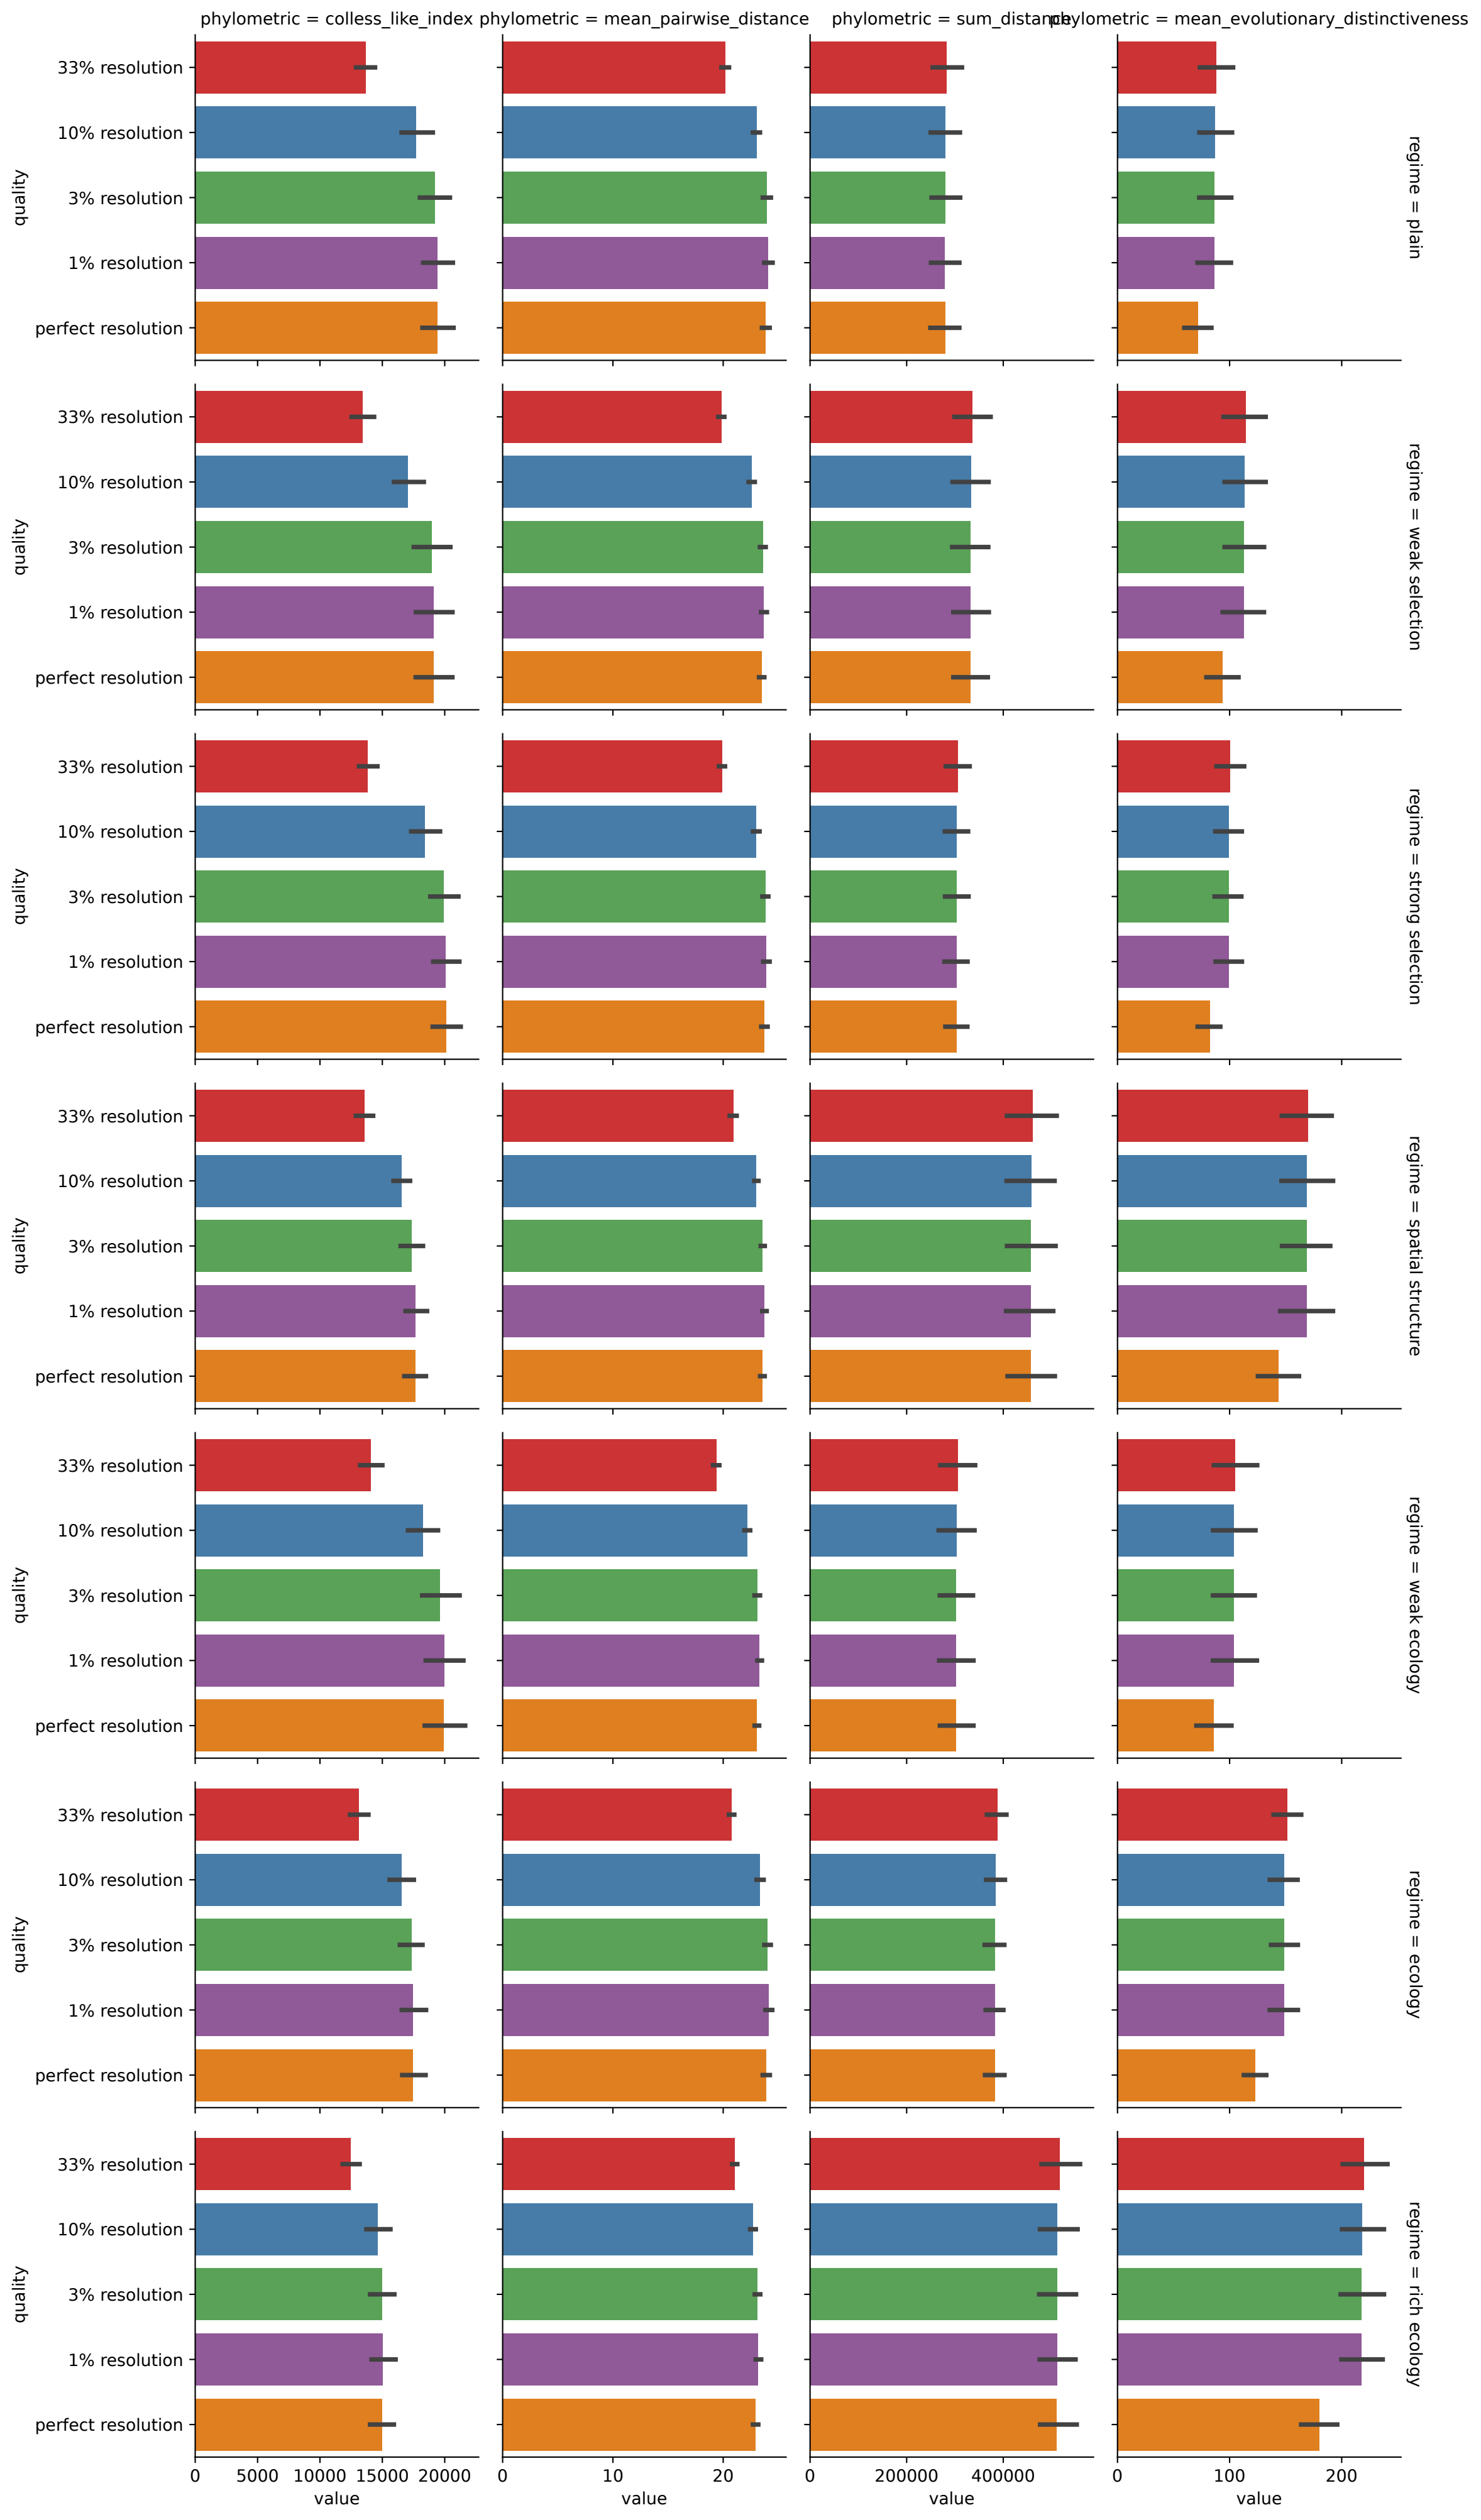 phylometric = colless_like_index
phylometric = mean_pairwise_distance
phylometric = sum_distance
phylometric = mean_evolutionary_distinctiveness
33% resolution
10% resolution
3% resolution
1% resolution
perfect resolution
quality
regime = plain
33% resolution
10% resolution
3% resolution
1% resolution
perfect resolution
quality
regime = weak selection
33% resolution
10% resolution
3% resolution
1% resolution
perfect resolution
quality
regime = strong selection
33% resolution
10% resolution
3% resolution
1% resolution
perfect resolution
quality
regime = spatial structure
33% resolution
10% resolution
3% resolution
1% resolution
perfect resolution
quality
regime = weak ecology
33% resolution
10% resolution
3% resolution
1% resolution
perfect resolution
quality
regime = ecology
33% resolution
10% resolution
3% resolution
1% resolution
perfect resolution
quality
regime = rich ecology
0 5000 10000 15000 20000
0 10 20
0 200000 400000
0 100 200
value
value
value
value